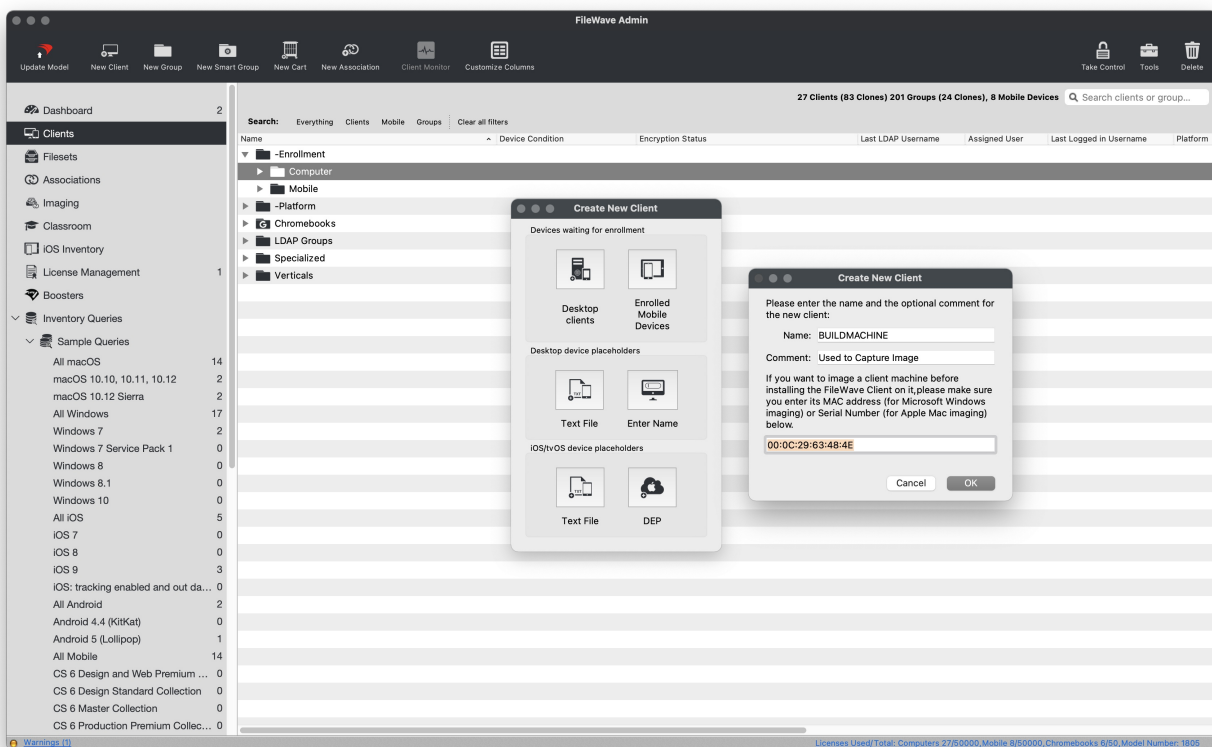 FileWave Admin
Update Model
New Client
New Group
New Smart Group
New Cart
New Association
Client Monitor
Customize Columns
Take Control
Tools
Delete
27 Clients (83 Clones) 201 Groups (24 Clones), 8 Mobile Devices
Search clients or group...
Search: Everything Clients Mobile Groups Clear all filters
Name Device Condition Encryption Status Last LDAP Username Assigned User Last Logged in Username Platform
Dashboard 2
Clients
Filesets
Associations
Imaging
Classroom
iOS Inventory
License Management 1
Boosters
Inventory Queries
Sample Queries
All macOS 14
macOS 10.10, 10.11, 10.12 2
macOS 10.12 Sierra 2
All Windows 17
Windows 7 2
Windows 7 Service Pack 1 0
Windows 8 0
Windows 8.1 0
Windows 10 0
All iOS 5
iOS 7 0
iOS 8 0
iOS 9 3
iOS: tracking enabled and out da... 0
All Android 2
Android 4.4 (KitKat) 0
Android 5 (Lollipop) 1
All Mobile 14
CS 6 Design and Web Premium ... 0
CS 6 Design Standard Collection 0
CS 6 Master Collection 0
CS 6 Production Premium Collec... 0
-Enrollment
Computer
Mobile
-Platform
Chromebooks
LDAP Groups
Specialized
Verticals
Create New Client
Devices waiting for enrollment
Desktop
clients
Enrolled
Mobile
Devices
Desktop device placeholders
TXT
Text File
Enter Name
iOS/tvOS device placeholders
TXT
Text File
DEP
Create New Client
Please enter the name and the optional comment for
the new client:
Name: BUILDMACHINE
Comment: Used to Capture Image
If you want to image a client machine before
installing the FileWave Client on it,please make sure
you enter its MAC address (for Microsoft Windows
imaging) or Serial Number (for Apple Mac imaging)
below.
00:0C:29:63:48:4E
Cancel OK
Warnings (1)
Licenses Used/Total: Computers 27/50000,Mobile 8/50000,Chromebooks 6/50,Model Number: 1805